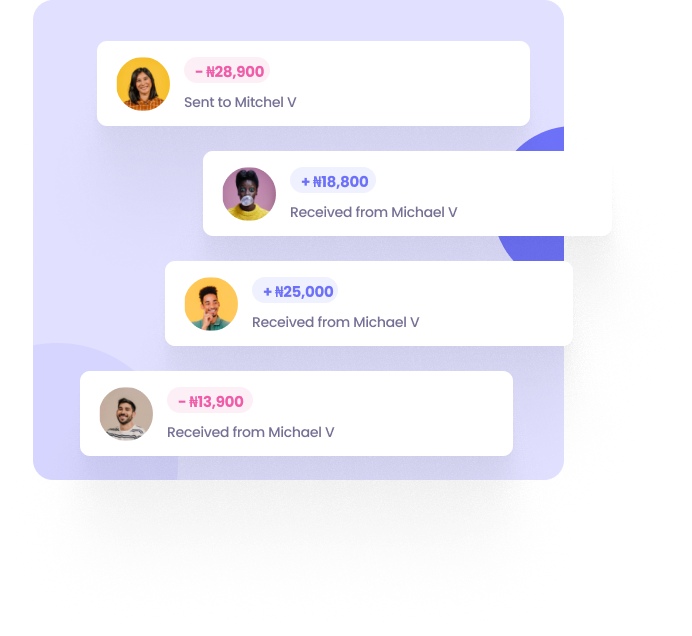 - ₦28,900
Sent to Mitchel V
+ ₦18,800
Received from Michael V
+ ₦25,000
Received from Michael V
- ₦13,900
Received from Michael V